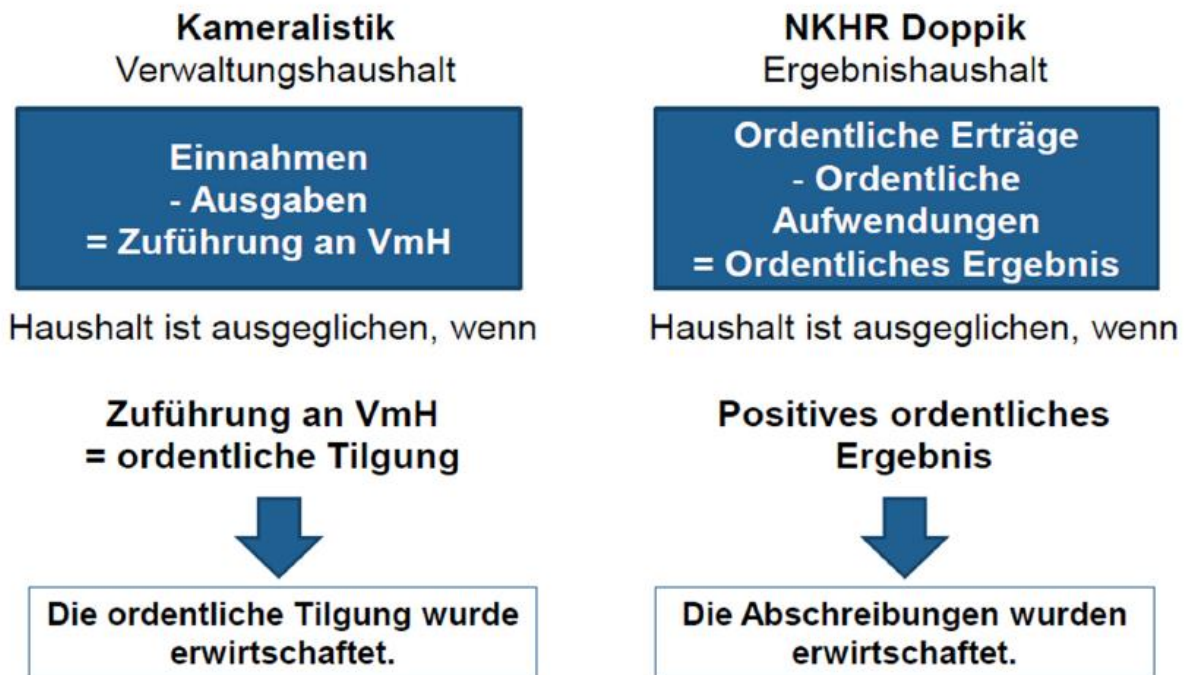 Kameralistik
Verwaltungshaushalt
Einnahmen
- Ausgaben
= Zuführung an VmH
Haushalt ist ausgeglichen, wenn
Zuführung an VmH
= ordentliche Tilgung
Die ordentliche Tilgung wurde
erwirtschaftet.
NKHR Doppik
Ergebnishaushalt
Ordentliche Erträge
- Ordentliche
Aufwendungen
= Ordentliches Ergebnis
Haushalt ist ausgeglichen, wenn
Positives ordentliches
Ergebnis
Die Abschreibungen wurden
erwirtschaftet.